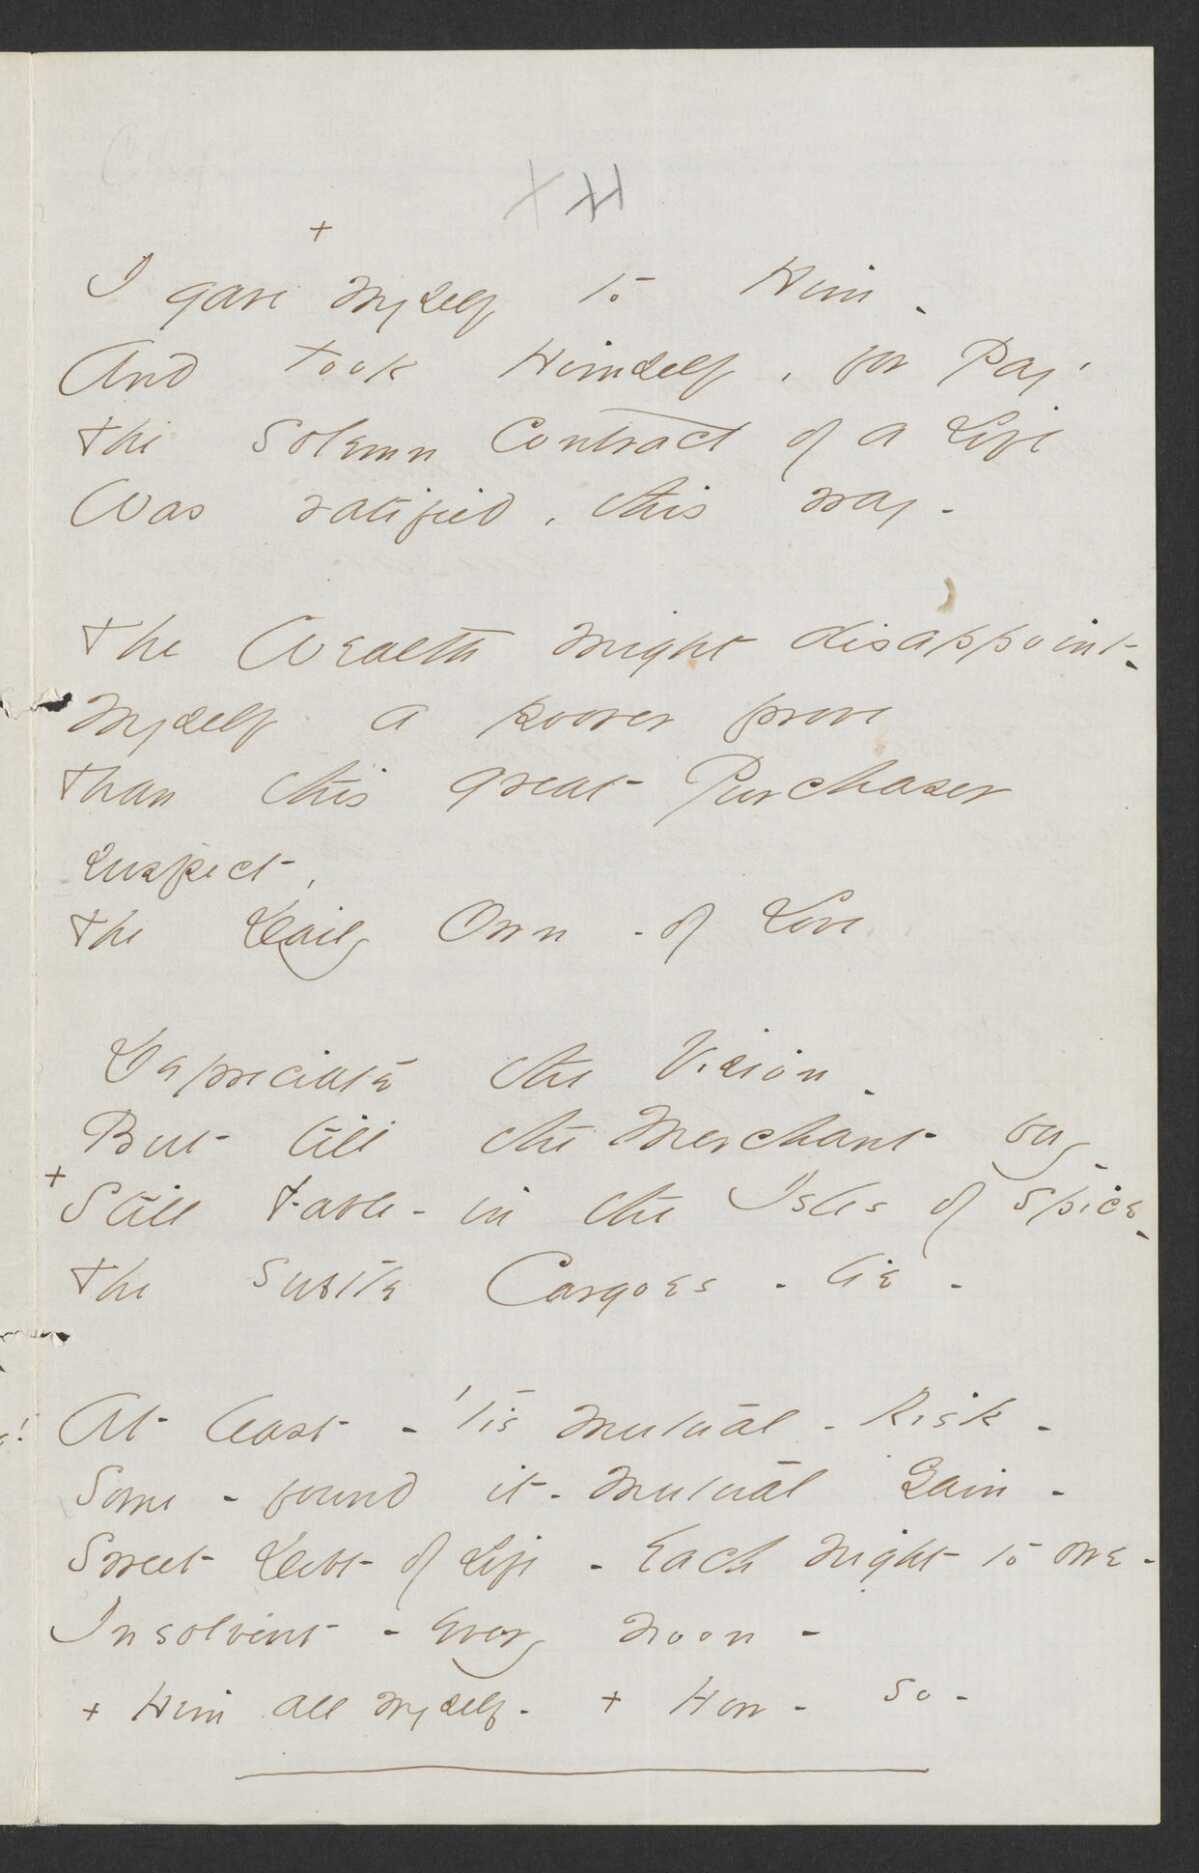 +
I gave myself to Him -
And took Himself, for Pay,
The solemn Contract of a Life
Was ratified, this way -

The Wealth might disappoint -
Myself a poorer prove
Than this great Purchaser
suspect,
The Daily Own - of Love

Depreciate the Vision -
But till the Merchant buy -
+ Still Fable - in the Isles of spice -
The subtle Cargoes - lie -

At least - 'tis mutual - Risk -
Some - found it - mutual Gain -
Sweet Debt of Life - Each Night to owe -
Insolvent - Every Noon -
+ Him all myself - + How - so -